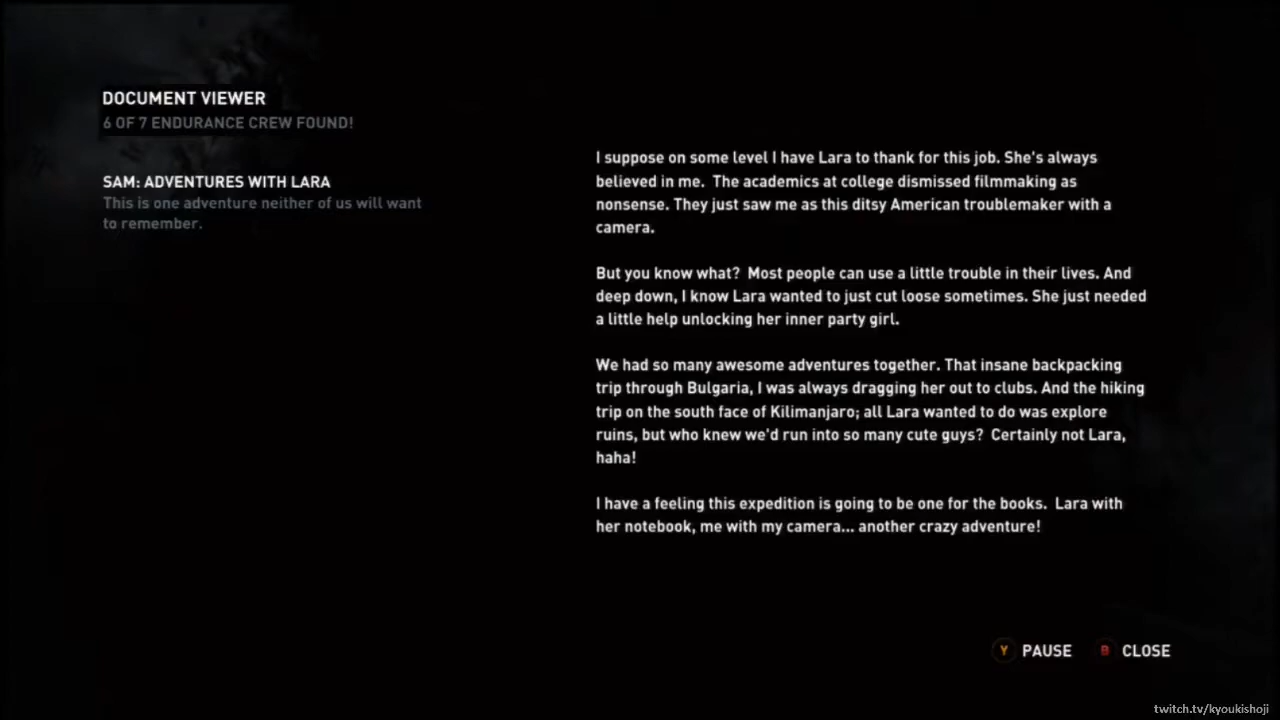 DOCUMENT VIEWER
6 OF 7 ENDURANCE CREW FOUND!
SAM: ADVENTURES WITH LARA
This is one adventure neither of us will want
to remember.
I suppose on some level I have Lara to thank for this job. She's always
believed in me.  The academics at college dismissed filmmaking as
nonsense. They just saw me as this ditsy American troublemaker with a
camera.
But you know what?  Most people can use a little trouble in their lives. And
deep down, I know Lara wanted to just cut loose sometimes. She just needed
a little help unlocking her inner party girl.
We had so many awesome adventures together. That insane backpacking
trip through Bulgaria, I was always dragging her out to clubs. And the hiking
trip on the south face of Kilimanjaro; all Lara wanted to do was explore
ruins, but who knew we'd run into so many cute guys?  Certainly not Lara,
haha!
I have a feeling this expedition is going to be one for the books.  Lara with
her notebook, me with my camera... another crazy adventure!
Y PAUSE B CLOSE
twitch.tv/kyoukishoji